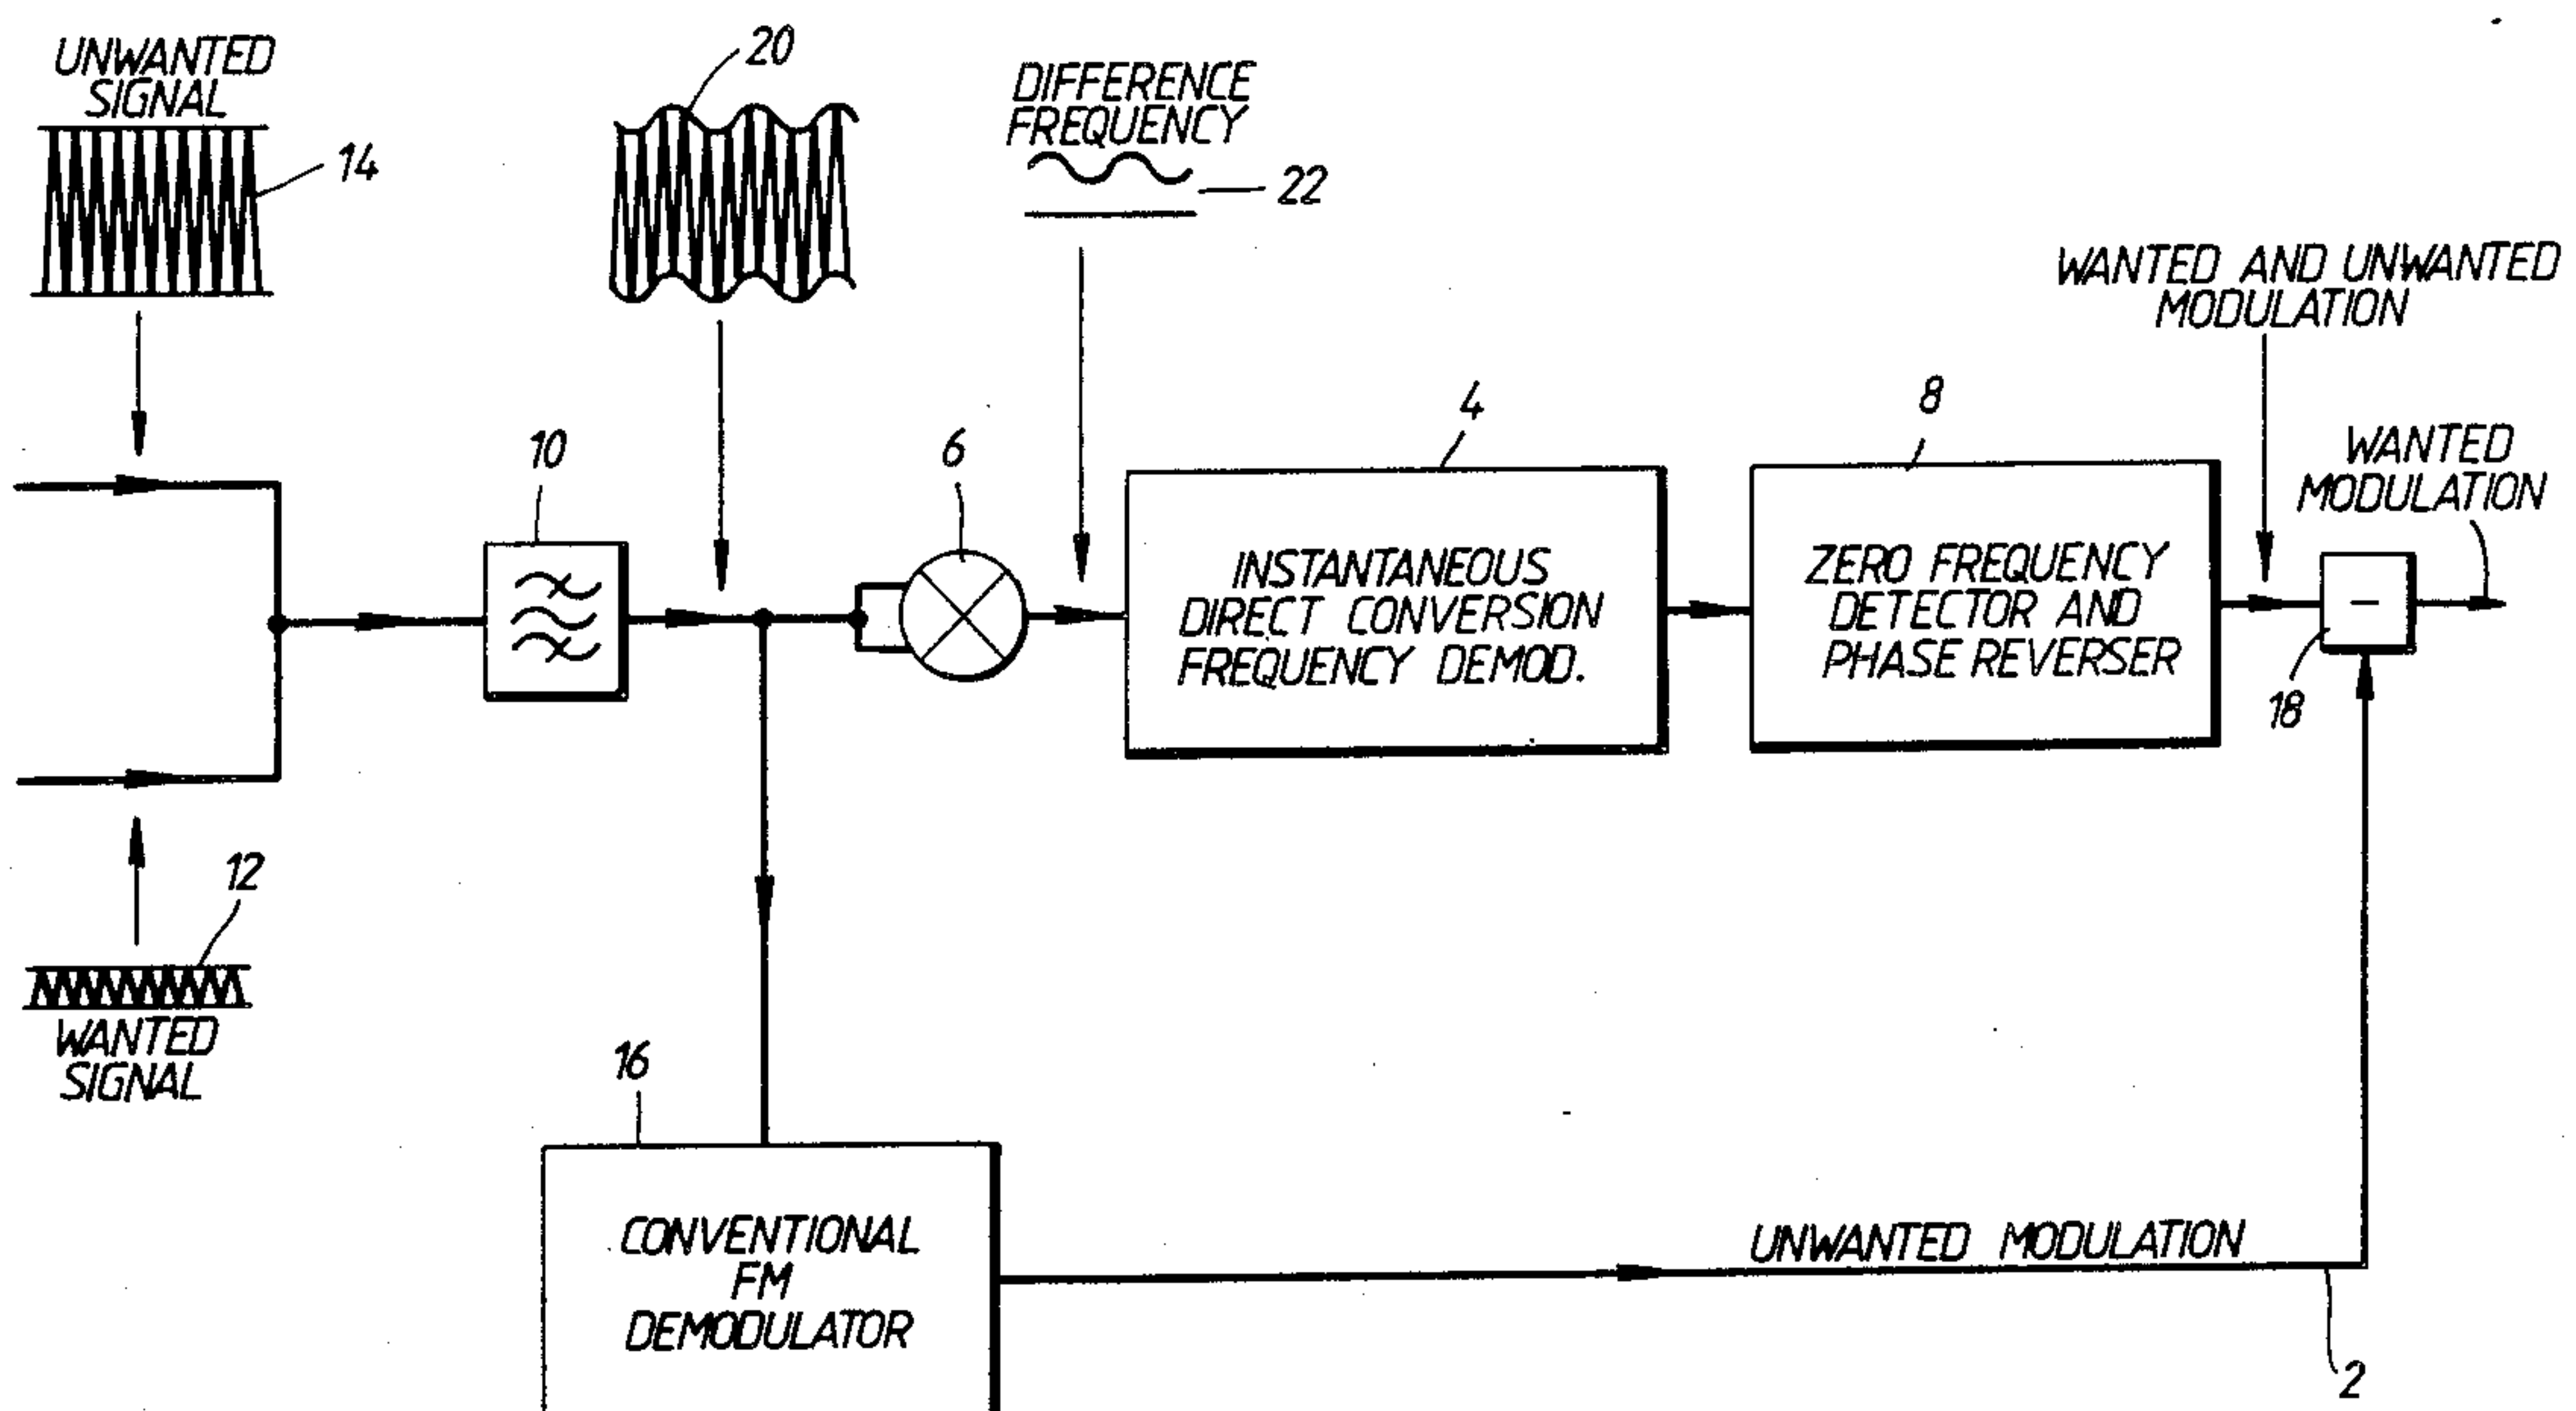 UNWANTED
SIGNAL
14
20
DIFFERENCE
FREQUENCY
22
WANTED AND UNWANTED
MODULATION
WANTED
MODULATION
10
6
4
8
INSTANTANEOUS
DIRECT CONVERSION
FREQUENCY DEMOD.
ZERO FREQUENCY
DETECTOR AND
PHASE REVERSER
–
18
12
WANTED
SIGNAL
16
CONVENTIONAL
FM
DEMODULATOR
UNWANTED MODULATION
2